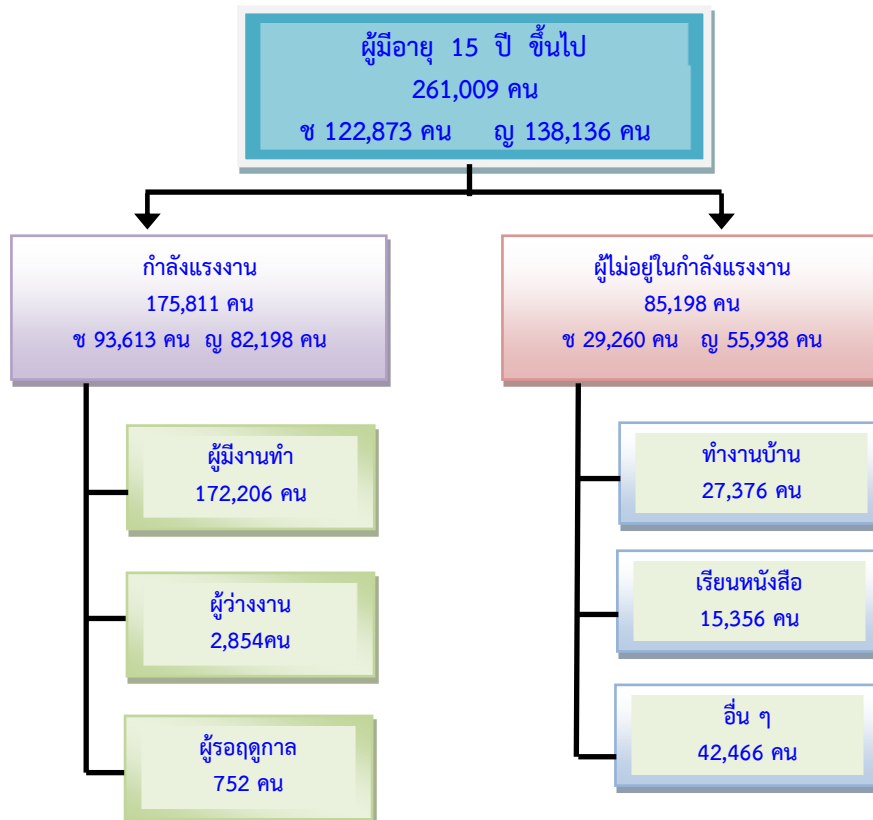 ผู้มีอายุ 15 ปี ขึ้นไป
261,009 คน
ช 122,873 คน ญ 138,136 คน
กำลังแรงงาน
175,811 คน
ช 93,613 คน ญ 82,198 คน
ผู้มีงานทำ
172,206 คน
ผู้ว่างงาน
2,854คน
ผู้รอฤดูกาล
752 คน
ผู้ไม่อยู่ในกำลังแรงงาน
85,198 คน
ช 29,260 คน ญ 55,938 คน
ทำงานบ้าน
27,376 คน
เรียนหนังสือ
15,356 คน
อื่น ๆ
42,466 คน